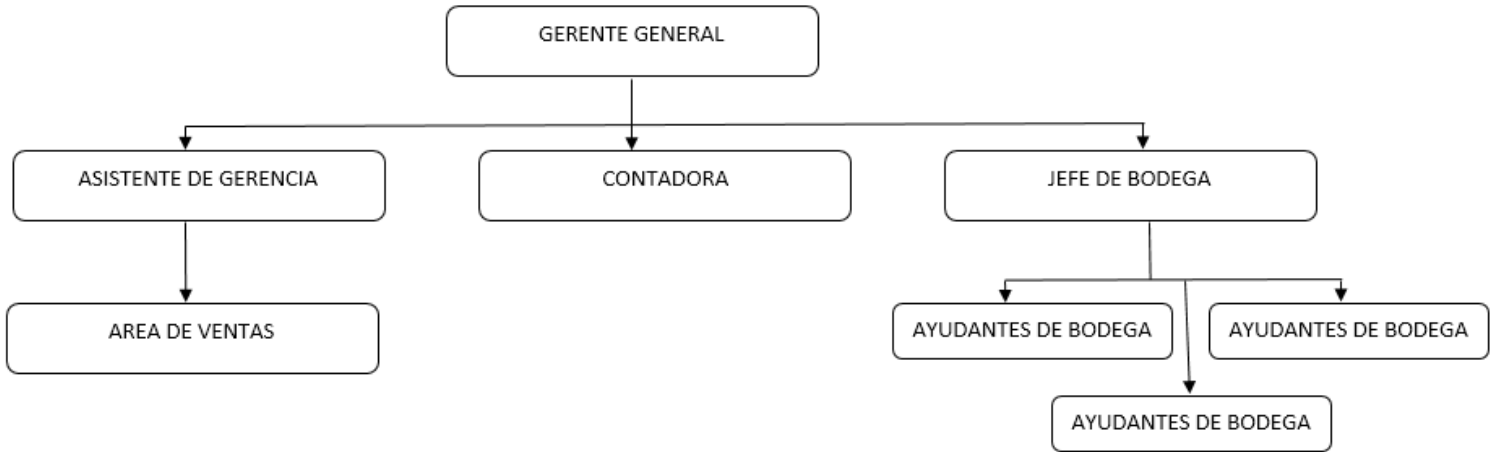 GERENTE GENERAL
ASISTENTE DE GERENCIA
CONTADORA
JEFE DE BODEGA
AREA DE VENTAS
AYUDANTES DE BODEGA
AYUDANTES DE BODEGA
AYUDANTES DE BODEGA